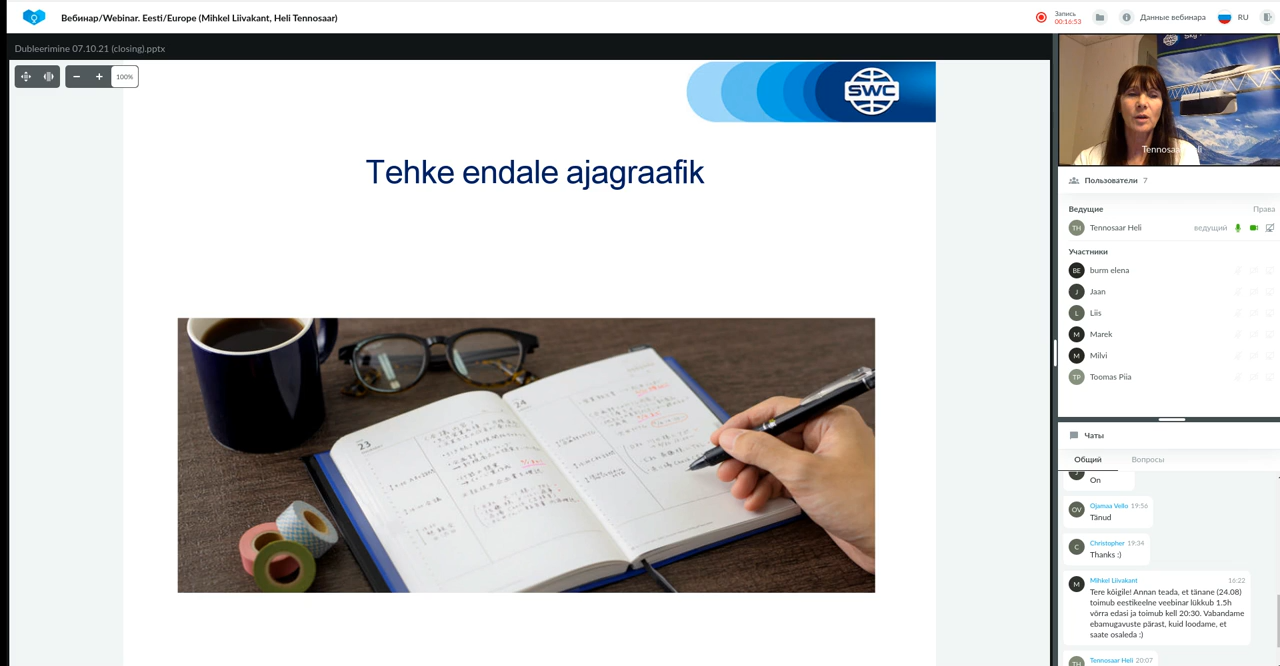 Вебинар/Webinar. Eesti/Europe (Mihkel Liivakant, Heli Tennosaar)
Запись
00:16:53
Данные вебинара
RU
Dubleerimine 07.10.21 (closing).pptx
100%
SWC
Tehke endale ajagraafik
23
24
Пользователи 7
Ведущие
Права
TH
Tennosaar Heli
ведущий
Участники
BE
burm elena
J
Jaan
L
Liis
M
Marek
M
Milvi
TP
Toomas Piia
Чаты
Общий
Вопросы
On
OV
Ojamaa Vello 19:56
Tänud
C
Christopher 19:34
Thanks :)
M
Mihkel Liivakant 16:22
Tere kõigile! Annan teada, et tänane (24.08)
toimub eestikeelne veebinar lükkub 1.5h
võrra edasi ja toimub kell 20:30. Vabandame
ebamugavuste pärast, kuid loodame, et
saate osaleda :)
TH
Tennosaar Heli 20:07